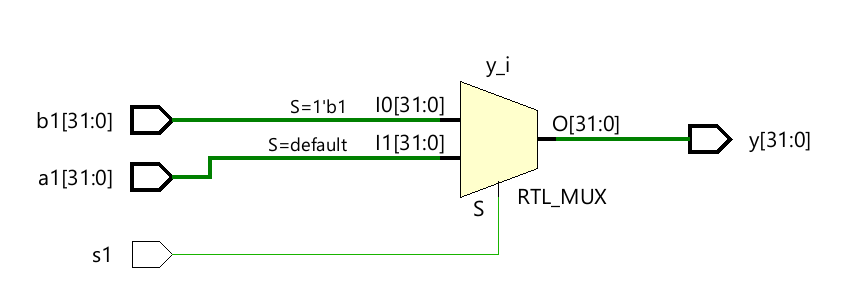 y_i
b1[31:0]
S=1'b1
I0[31:0]
S=default
I1[31:0]
O[31:0]
y[31:0]
a1[31:0]
S
RTL_MUX
s1